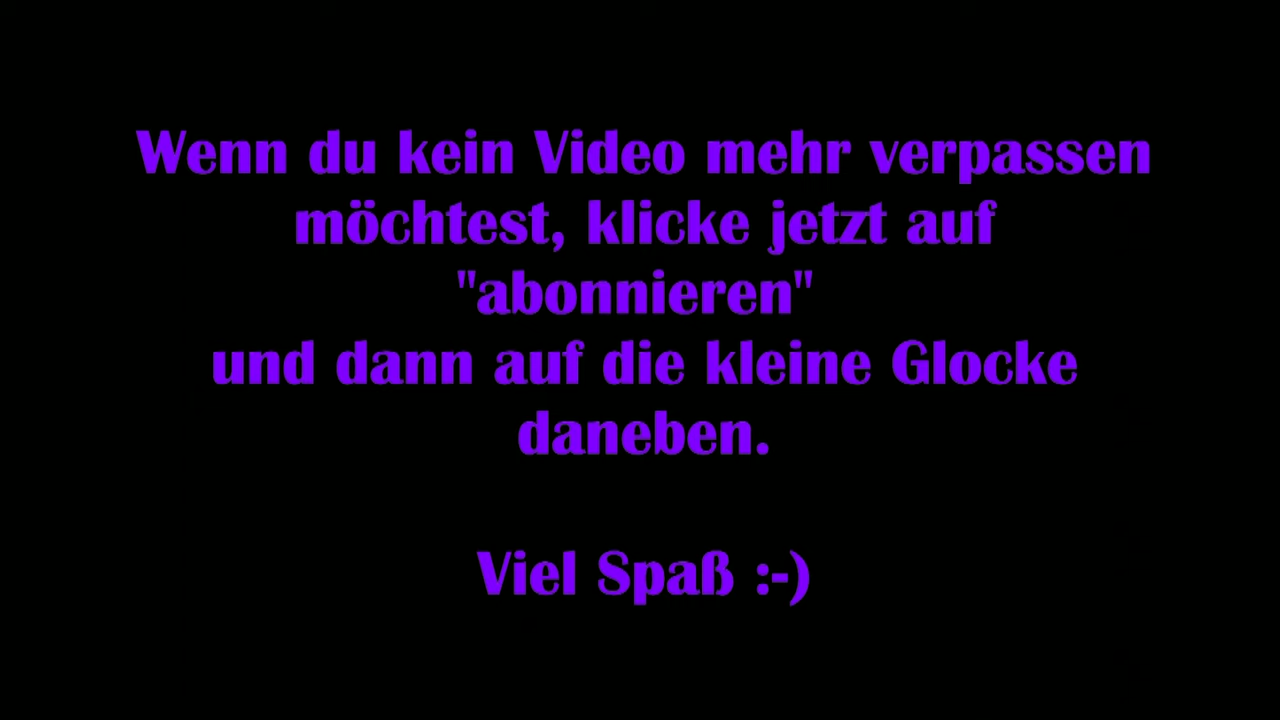 Wenn du kein Video mehr verpassen
möchtest, klicke jetzt auf
"abonnieren"
und dann auf die kleine Glocke
daneben.
Viel Spaß :-)